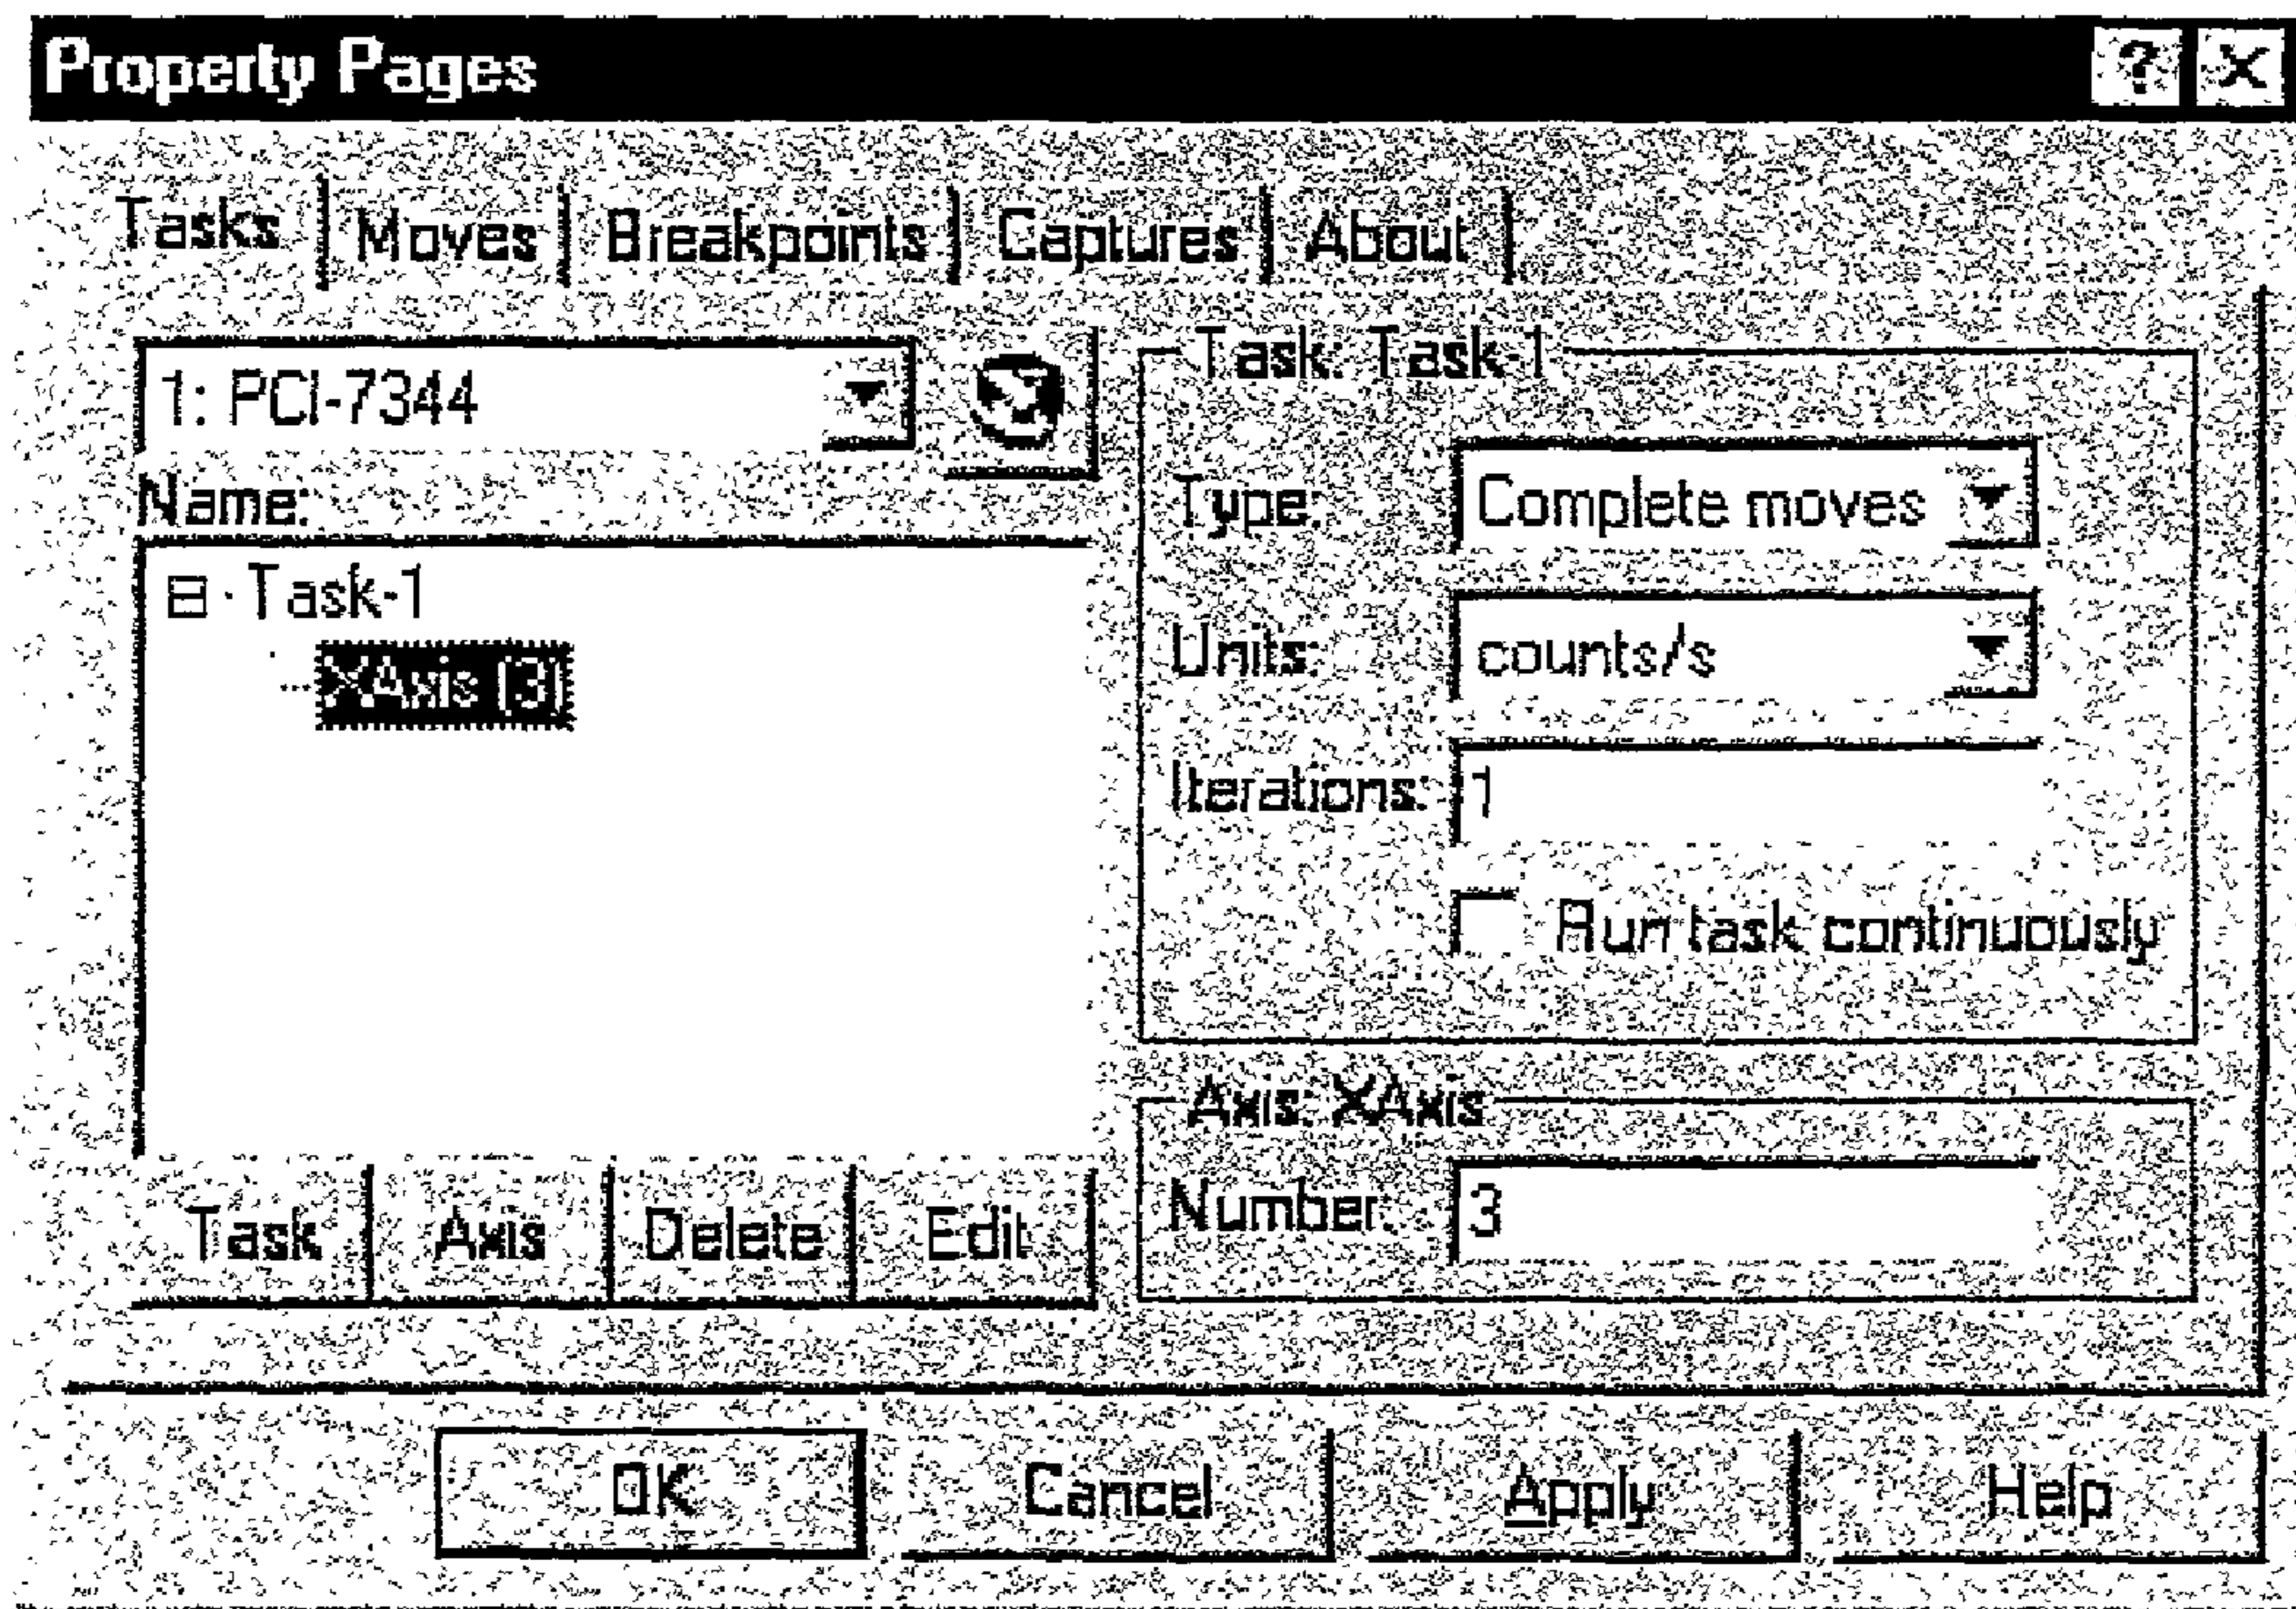 Property Pages
Tasks Moves Breakpoints Captures About
1: PCI-7344
Name:
Task-1
XAxis (3)
Task Axis Delete Edit
Task: Task-1
Type: Complete moves
Units: counts/s
Iterations: 1
Run task continuously
Axis: XAxis
Number: 3
OK Cancel Apply Help